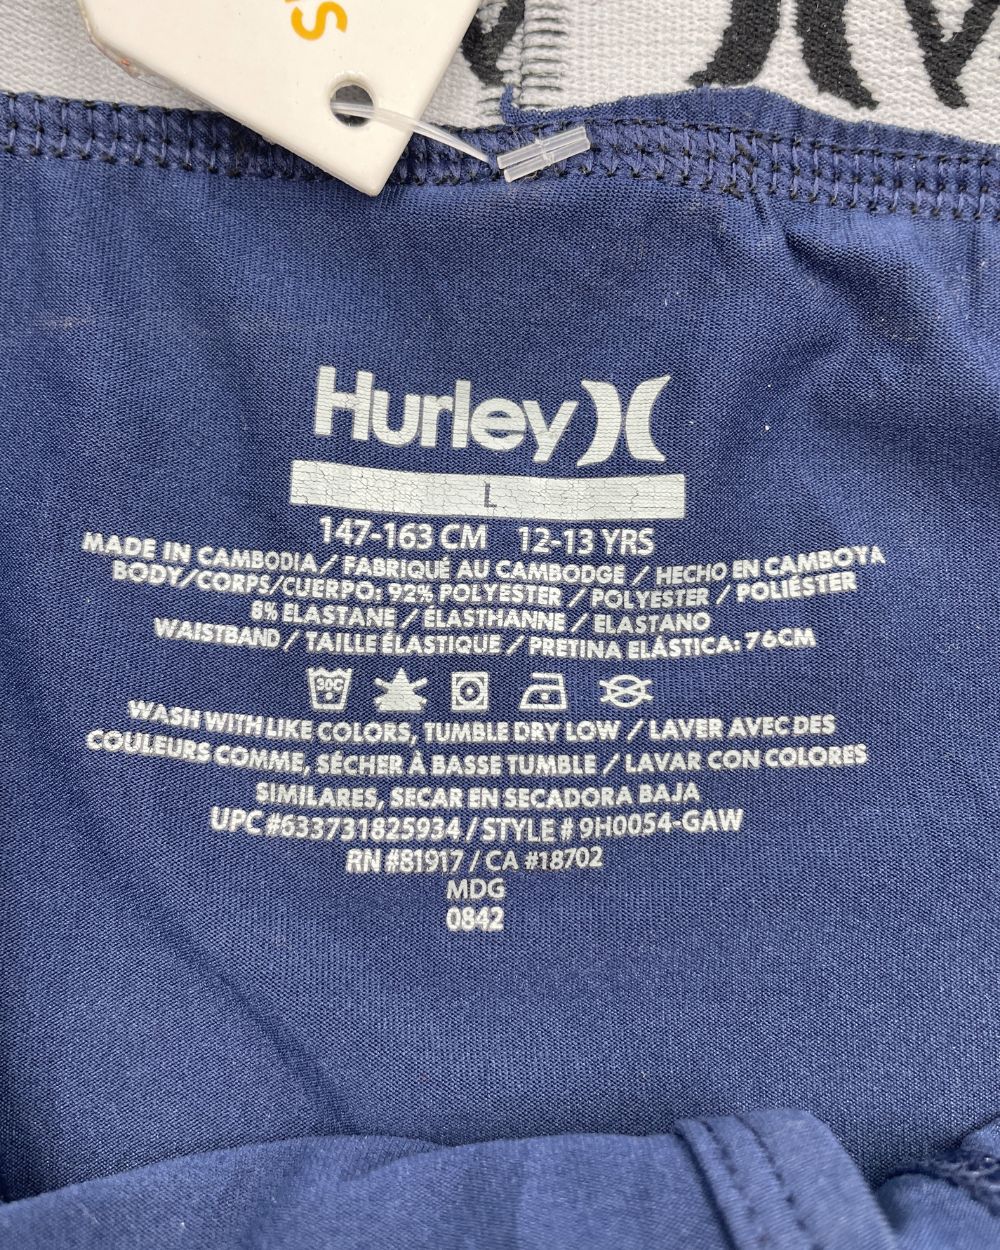 AS
Hurley
L
147-163 CM 12-13 YRS
MADE IN CAMBODIA / FABRIQUÉ AU CAMBODGE / HECHO EN CAMBOYA
BODY/CORPS/CUERPO: 92% POLYESTER / POLYESTER / POLIÉSTER
8% ELASTANE / ÉLASTHANNE / ELASTANO
WAISTBAND / TAILLE ÉLASTIQUE / PRETINA ELÁSTICA: 76CM
30C
WASH WITH LIKE COLORS, TUMBLE DRY LOW / LAVER AVEC DES
COULEURS COMME, SÉCHER À BASSE TUMBLE / LAVAR CON COLORES
SIMILARES, SECAR EN SECADORA BAJA
UPC #633731825934 / STYLE # 9H0054-GAW
RN #81917 / CA #18702
MDG
0842